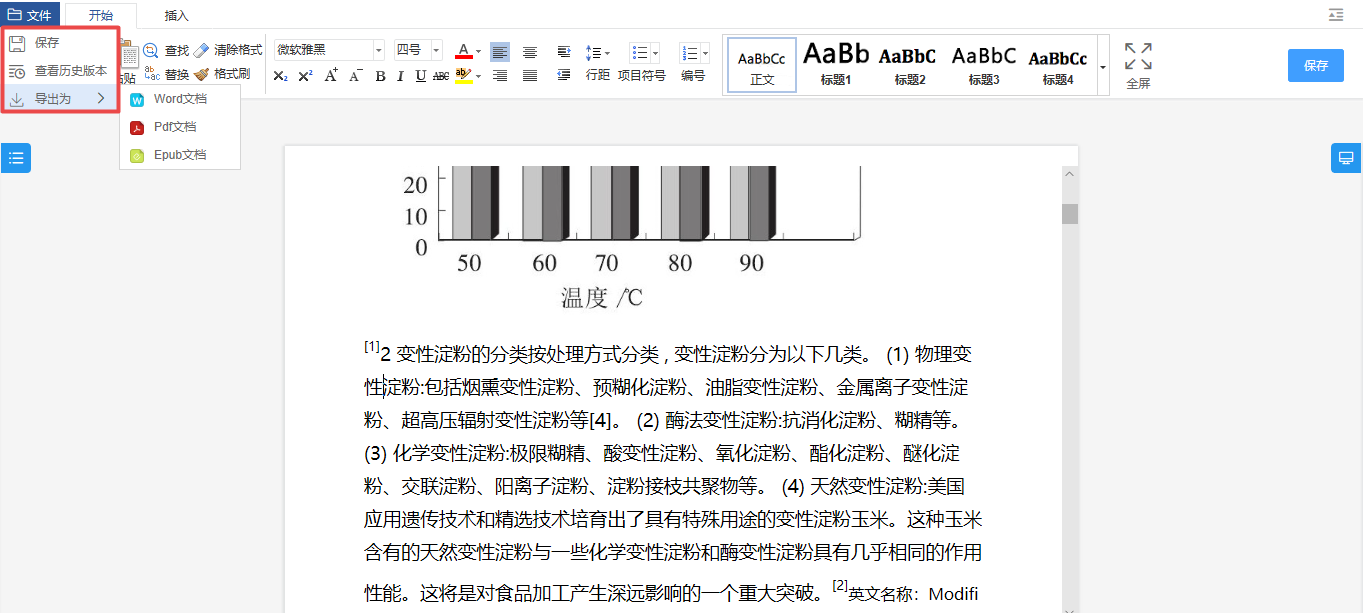 文件 开始 插入
保存
查看历史版本
导出为
Word文档
Pdf文档
Epub文档
贴
查找 清除格式
替换 格式刷
微软雅黑 四号
行距 项目符号 编号
AaBbCc AaBb AaBbC AaBbC AaBbCc
正文 标题1 标题2 标题3 标题4
全屏
保存
20
10
0
50 60 70 80 90
温度 /℃
[1]2 变性淀粉的分类按处理方式分类 , 变性淀粉分为以下几类。 (1) 物理变
性淀粉:包括烟熏变性淀粉、预糊化淀粉、油脂变性淀粉、金属离子变性淀
粉、超高压辐射变性淀粉等[4]。 (2) 酶法变性淀粉:抗消化淀粉、糊精等。
(3) 化学变性淀粉:极限糊精、酸变性淀粉、氧化淀粉、酯化淀粉、醚化淀
粉、交联淀粉、阳离子淀粉、淀粉接枝共聚物等。 (4) 天然变性淀粉:美国
应用遗传技术和精选技术培育出了具有特殊用途的变性淀粉玉米。这种玉米
含有的天然变性淀粉与一些化学变性淀粉和酶变性淀粉具有几乎相同的作用
性能。这将是对食品加工产生深远影响的一个重大突破。[2]英文名称：Modifi